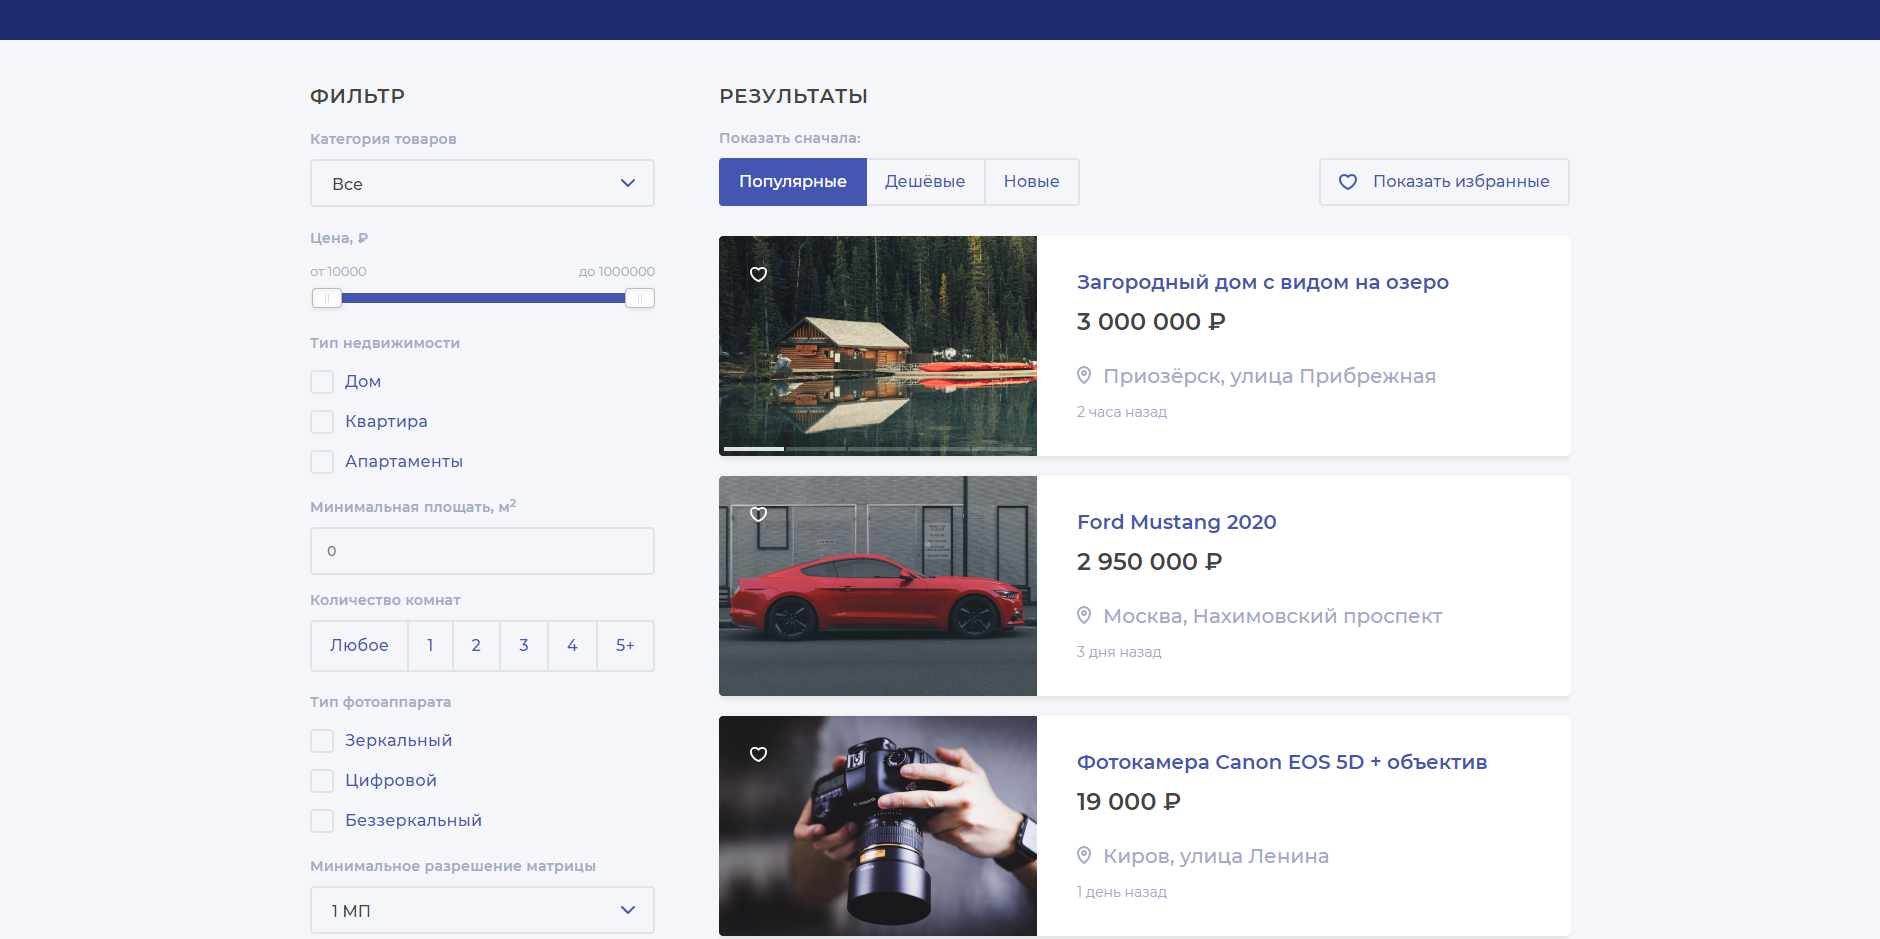 ФИЛЬТР
Категория товаров
Все
Цена, ₽
от 10000
до 1000000
Тип недвижимости
Дом
Квартира
Апартаменты
Минимальная площать, м²
0
Количество комнат
Любое 1 2 3 4 5+
Тип фотоаппарата
Зеркальный
Цифровой
Беззеркальный
Минимальное разрешение матрицы
1 МП
РЕЗУЛЬТАТЫ
Показать сначала:
Популярные Дешёвые Новые
Показать избранные
Загородный дом с видом на озеро
3 000 000 ₽
Приозёрск, улица Прибрежная
2 часа назад
Ford Mustang 2020
2 950 000 ₽
Москва, Нахимовский проспект
3 дня назад
Фотокамера Canon EOS 5D + объектив
19 000 ₽
Киров, улица Ленина
1 день назад
Canon